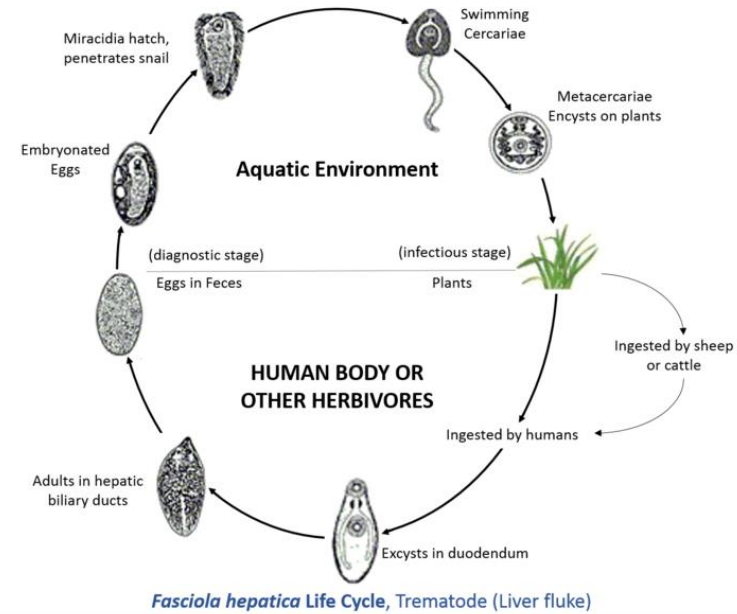 Swimming
Cercariae
Miracidia hatch,
penetrates snail
Metacercariae
Encysts on plants
Embryonated
Eggs
Aquatic Environment
(diagnostic stage)
(infectious stage)
Eggs in Feces
Plants
Ingested by sheep
or cattle
HUMAN BODY OR
OTHER HERBIVORES
Ingested by humans
Adults in hepatic
biliary ducts
Excysts in duodendum
Fasciola hepatica Life Cycle, Trematode (Liver fluke)